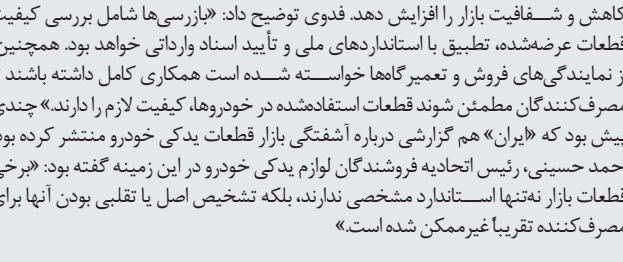 کاهش و شفافیت بازار را افزایش دهد. فدوی توضیح داد: «بازرسی‌ها شامل بررسی کیفیت
قطعات عرضه‌شده، تطبیق با استانداردهای ملی و تأیید اسناد وارداتی خواهد بود. همچنین
از نمایندگی‌های فروش و تعمیرگاه‌ها خواسته شده است همکاری کامل داشته باشند
مصرف‌کنندگان مطمئن شوند قطعات استفاده‌شده در خودروها، کیفیت لازم را دارند.» چندی
پیش بود که «ایران» هم گزارشی درباره آشفتگی بازار قطعات یدکی خودرو منتشر کرده بود
احمد حسینی، رئیس اتحادیه فروشندگان لوازم یدکی خودرو در این زمینه گفته بود: «برخی
قطعات بازار نه‌تنها استاندارد مشخصی ندارند، بلکه تشخیص اصل یا تقلبی بودن آنها برای
مصرف‌کننده تقریباً غیرممکن شده است.»